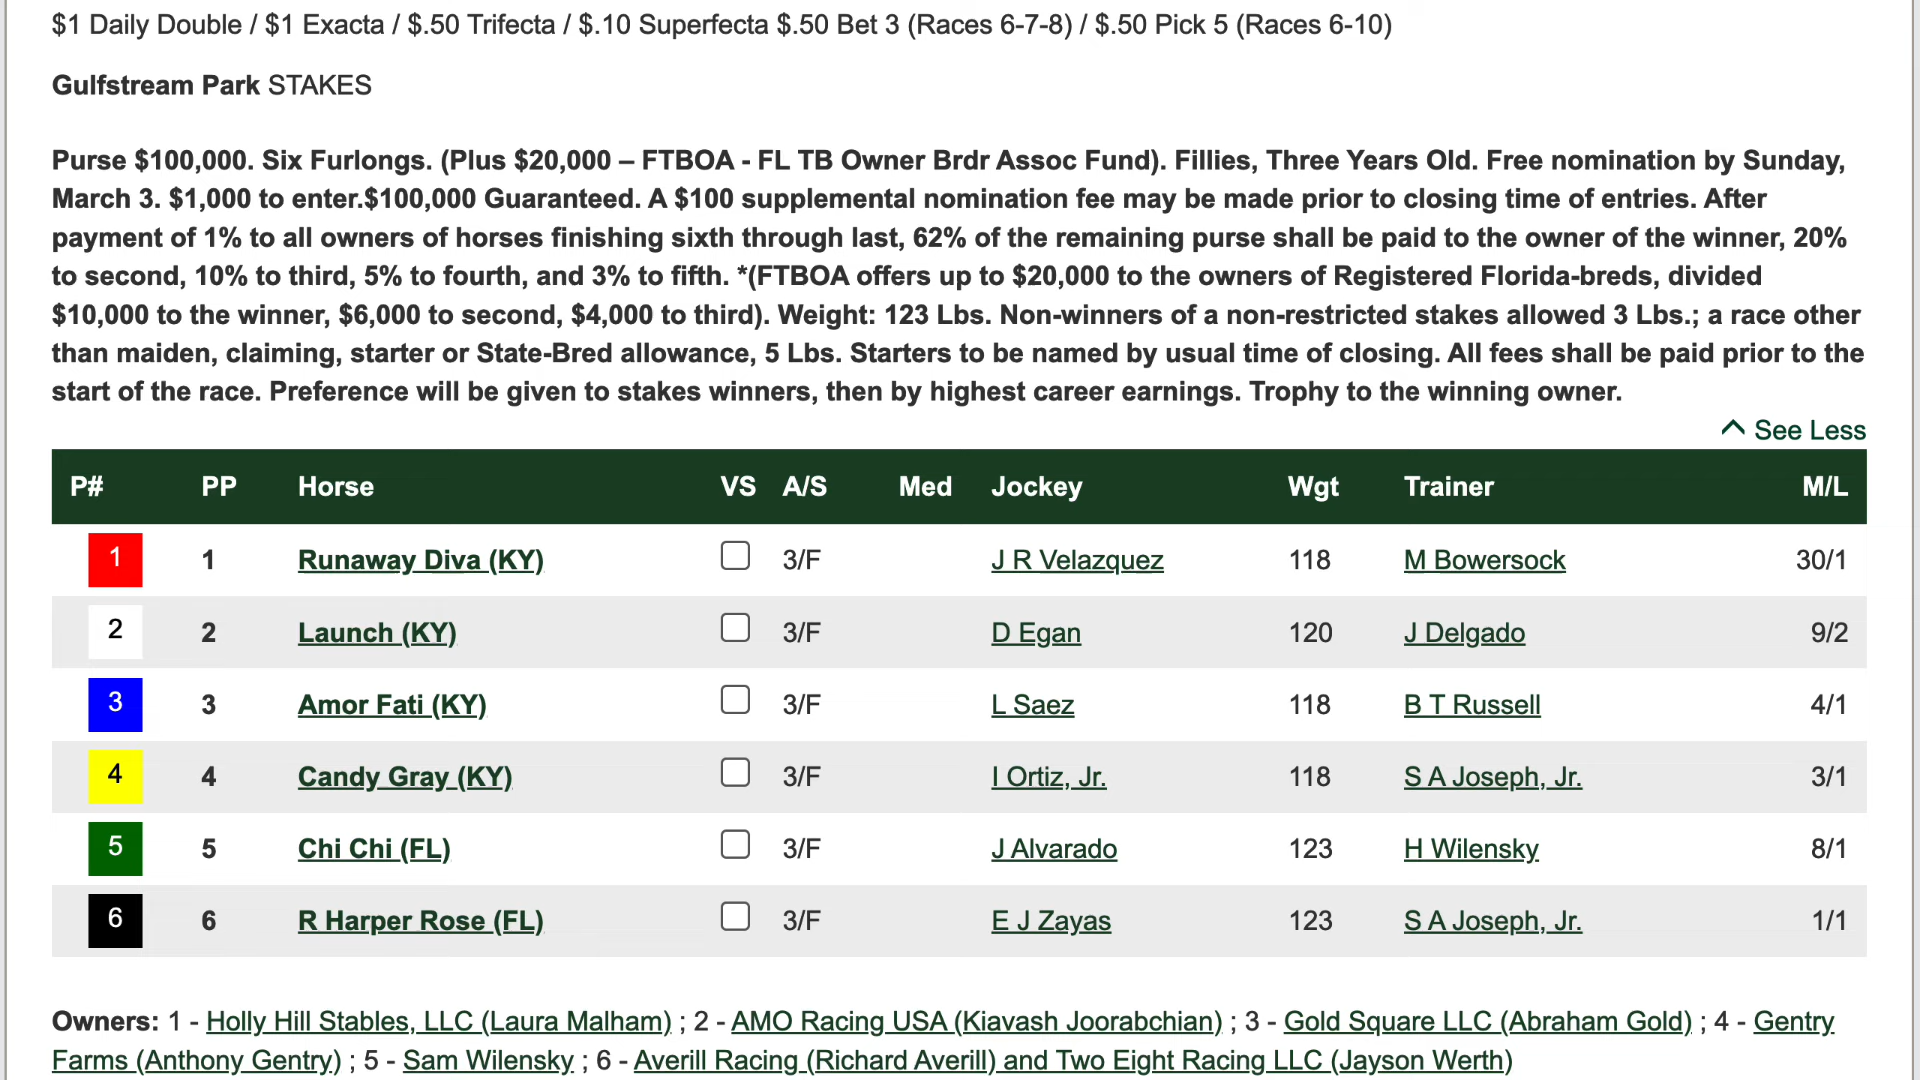 $1 Daily Double / $1 Exacta / $.50 Trifecta / $.10 Superfecta $.50 Bet 3 (Races 6-7-8) / $.50 Pick 5 (Races 6-10)
Gulfstream Park STAKES
Purse $100,000. Six Furlongs. (Plus $20,000 – FTBOA - FL TB Owner Brdr Assoc Fund). Fillies, Three Years Old. Free nomination by Sunday,
March 3. $1,000 to enter.$100,000 Guaranteed. A $100 supplemental nomination fee may be made prior to closing time of entries. After
payment of 1% to all owners of horses finishing sixth through last, 62% of the remaining purse shall be paid to the owner of the winner, 20%
to second, 10% to third, 5% to fourth, and 3% to fifth. *(FTBOA offers up to $20,000 to the owners of Registered Florida-breds, divided
$10,000 to the winner, $6,000 to second, $4,000 to third). Weight: 123 Lbs. Non-winners of a non-restricted stakes allowed 3 Lbs.; a race other
than maiden, claiming, starter or State-Bred allowance, 5 Lbs. Starters to be named by usual time of closing. All fees shall be paid prior to the
start of the race. Preference will be given to stakes winners, then by highest career earnings. Trophy to the winning owner.
See Less
P# PP Horse VS A/S Med Jockey Wgt Trainer M/L
1 1 Runaway Diva (KY) 3/F J R Velazquez 118 M Bowersock 30/1
2 2 Launch (KY) 3/F D Egan 120 J Delgado 9/2
3 3 Amor Fati (KY) 3/F L Saez 118 B T Russell 4/1
4 4 Candy Gray (KY) 3/F I Ortiz, Jr. 118 S A Joseph, Jr. 3/1
5 5 Chi Chi (FL) 3/F J Alvarado 123 H Wilensky 8/1
6 6 R Harper Rose (FL) 3/F E J Zayas 123 S A Joseph, Jr. 1/1
Owners: 1 - Holly Hill Stables, LLC (Laura Malham) ; 2 - AMO Racing USA (Kiavash Joorabchian) ; 3 - Gold Square LLC (Abraham Gold) ; 4 - Gentry
Farms (Anthony Gentry) ; 5 - Sam Wilensky ; 6 - Averill Racing (Richard Averill) and Two Eight Racing LLC (Jayson Werth)